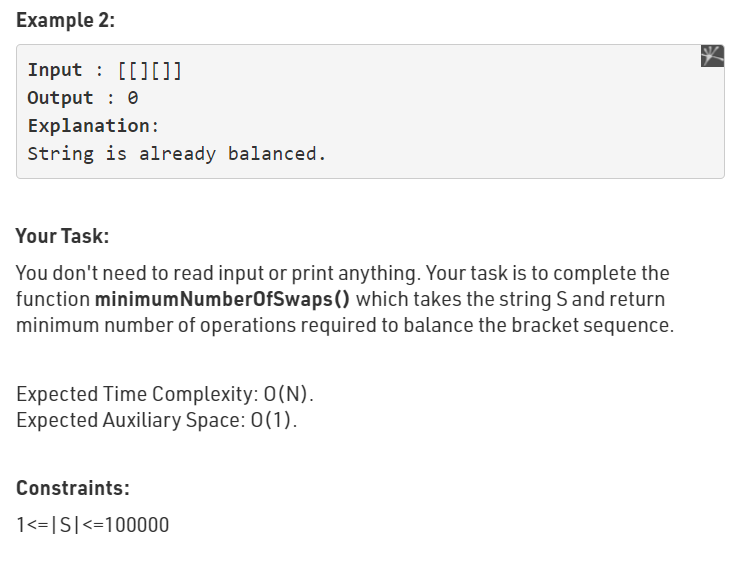 Example 2:
Input : [[][]]
Output : 0
Explanation:
String is already balanced.
Your Task:
You don't need to read input or print anything. Your task is to complete the
function minimumNumberOfSwaps() which takes the string S and return
minimum number of operations required to balance the bracket sequence.
Expected Time Complexity: O(N).
Expected Auxiliary Space: O(1).
Constraints:
1<=|S|<=100000